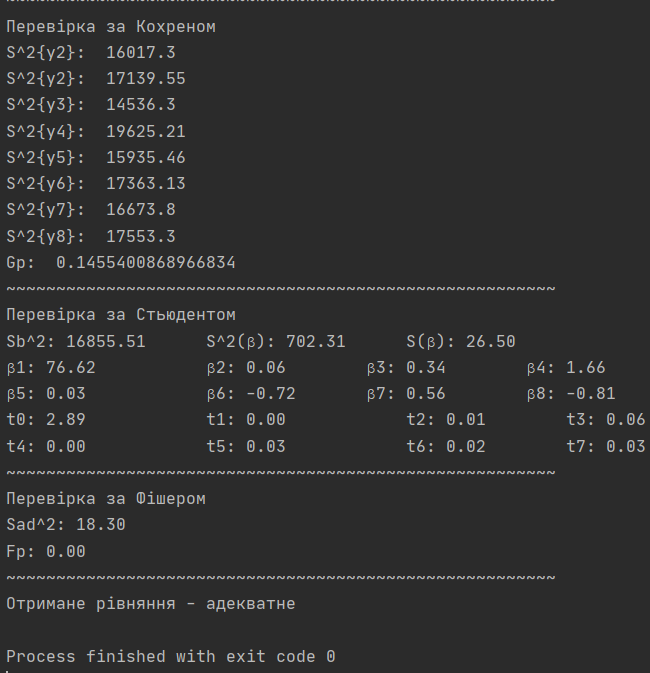 ~~~~~~~~~~~~~~~~~~~~~~~~~~~~~~~~~~~~~~~~~~~~~~~~~~~~~~~
Перевірка за Кохреном
S^2{y2}:  16017.3
S^2{y2}:  17139.55
S^2{y3}:  14536.3
S^2{y4}:  19625.21
S^2{y5}:  15935.46
S^2{y6}:  17363.13
S^2{y7}:  16673.8
S^2{y8}:  17553.3
Gp:  0.1455400868966834
~~~~~~~~~~~~~~~~~~~~~~~~~~~~~~~~~~~~~~~~~~~~~~~~~~~~~~~
Перевірка за Стьюдентом
Sb^2: 16855.51      S^2(β): 702.31      S(β): 26.50
β1: 76.62           β2: 0.06        β3: 0.34        β4: 1.66
β5: 0.03            β6: -0.72       β7: 0.56        β8: -0.81
t0: 2.89            t1: 0.00            t2: 0.01        t3: 0.06
t4: 0.00            t5: 0.03            t6: 0.02        t7: 0.03
~~~~~~~~~~~~~~~~~~~~~~~~~~~~~~~~~~~~~~~~~~~~~~~~~~~~~~~
Перевірка за Фішером
Sad^2: 18.30
Fp: 0.00
~~~~~~~~~~~~~~~~~~~~~~~~~~~~~~~~~~~~~~~~~~~~~~~~~~~~~~~
Отримане рівняння - адекватне
Process finished with exit code 0